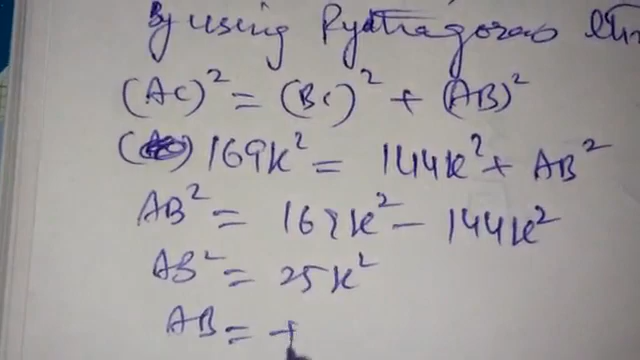 By using Pythagoras
(AC)² = (BC)² + (AB)²
169K² = 144K² + AB²
AB² = 169K² - 144K²
AB² = 25K²
AB = +